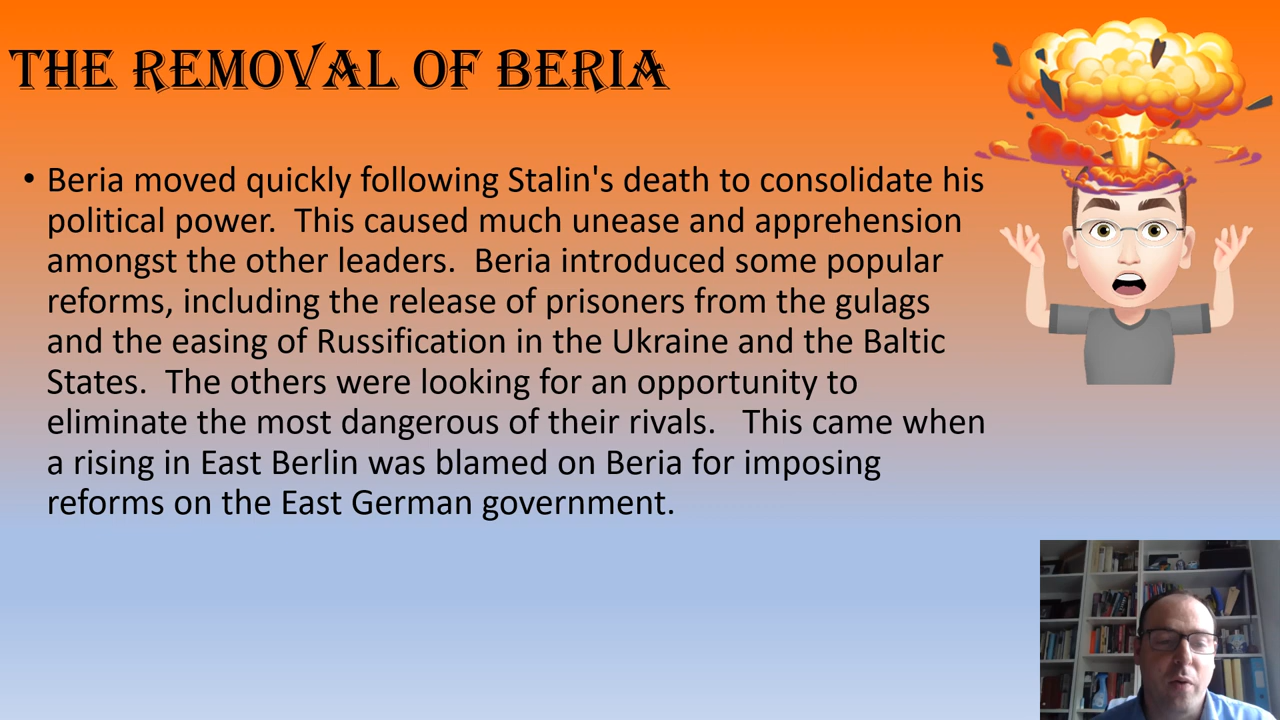 THE REMOVAL OF BERIA
• Beria moved quickly following Stalin's death to consolidate his
political power.  This caused much unease and apprehension
amongst the other leaders.  Beria introduced some popular
reforms, including the release of prisoners from the gulags
and the easing of Russification in the Ukraine and the Baltic
States.  The others were looking for an opportunity to
eliminate the most dangerous of their rivals.   This came when
a rising in East Berlin was blamed on Beria for imposing
reforms on the East German government.